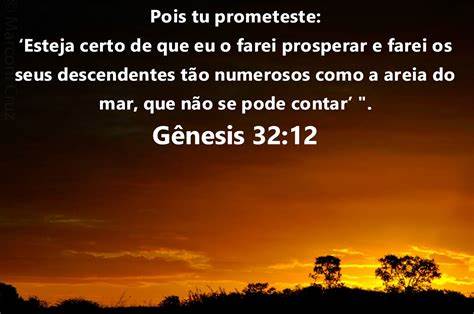 Pois tu prometeste:
'Esteja certo de que eu o farei prosperar e farei os
seus descendentes tão numerosos como a areia do
mar, que não se pode contar' ".
Gênesis 32:12